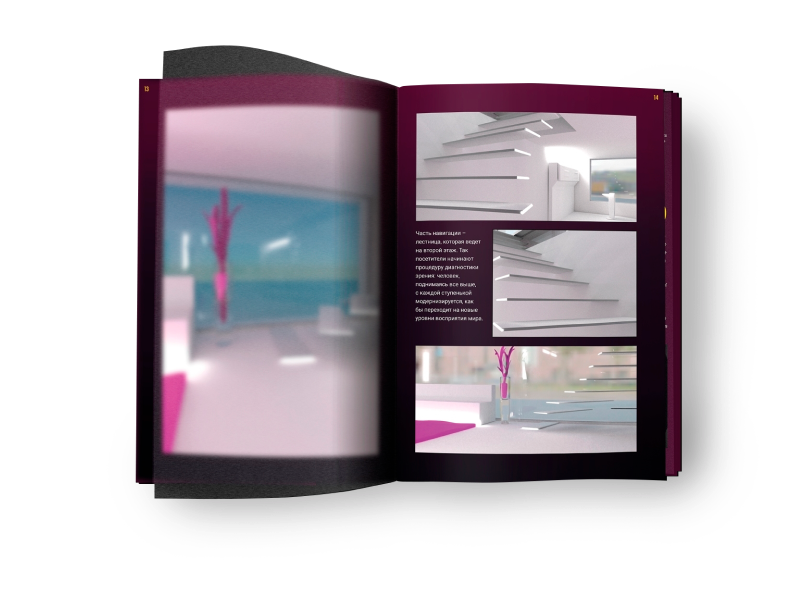 13
14
Часть навигации –
лестница, которая ведет
на второй этаж. Так
посетители начинают
процедуру диагностики
зрения: человек,
поднимаясь все выше,
с каждой ступенькой
модернизируется, как
бы переходит на новые
уровни восприятия мира.